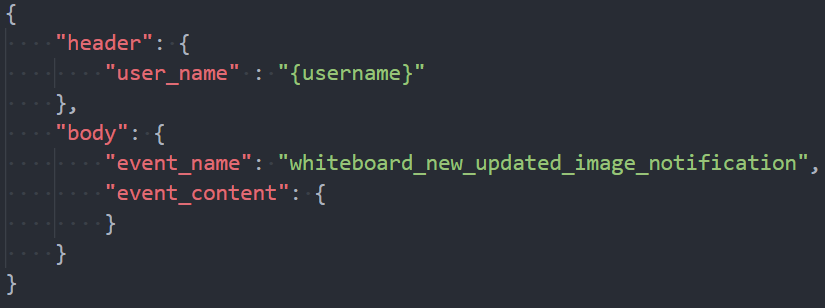 {
    "header": {
        "user_name" : "{username}"
    },
    "body": {
        "event_name": "whiteboard_new_updated_image_notification",
        "event_content": {
        }
    }
}